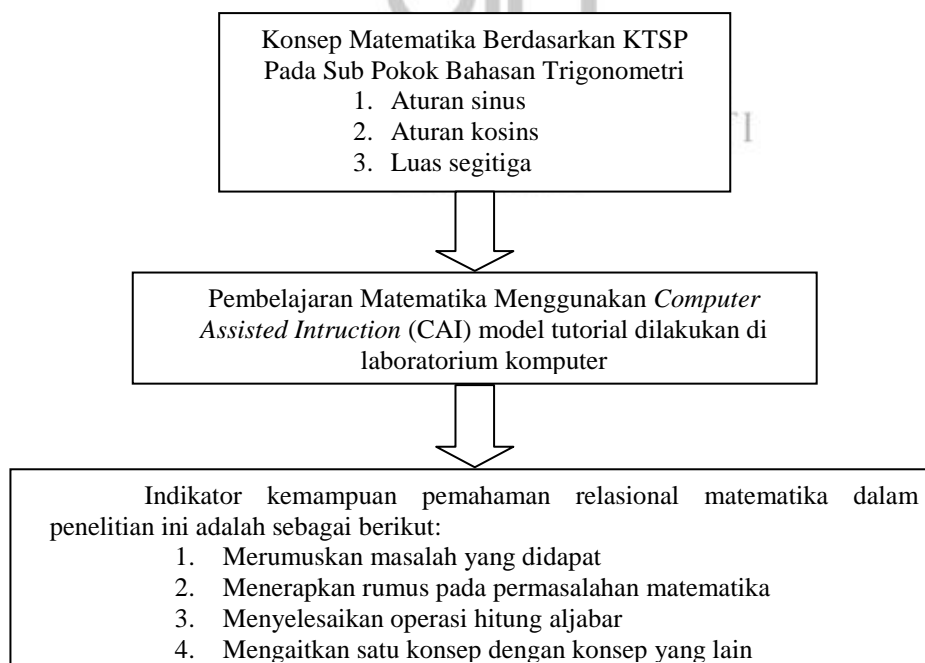 Konsep Matematika Berdasarkan KTSP
Pada Sub Pokok Bahasan Trigonometri
1. Aturan sinus
2. Aturan kosins
3. Luas segitiga
Pembelajaran Matematika Menggunakan Computer
Assisted Intruction (CAI) model tutorial dilakukan di
laboratorium komputer
Indikator kemampuan pemahaman relasional matematika dalam
penelitian ini adalah sebagai berikut:
1. Merumuskan masalah yang didapat
2. Menerapkan rumus pada permasalahan matematika
3. Menyelesaikan operasi hitung aljabar
4. Mengaitkan satu konsep dengan konsep yang lain